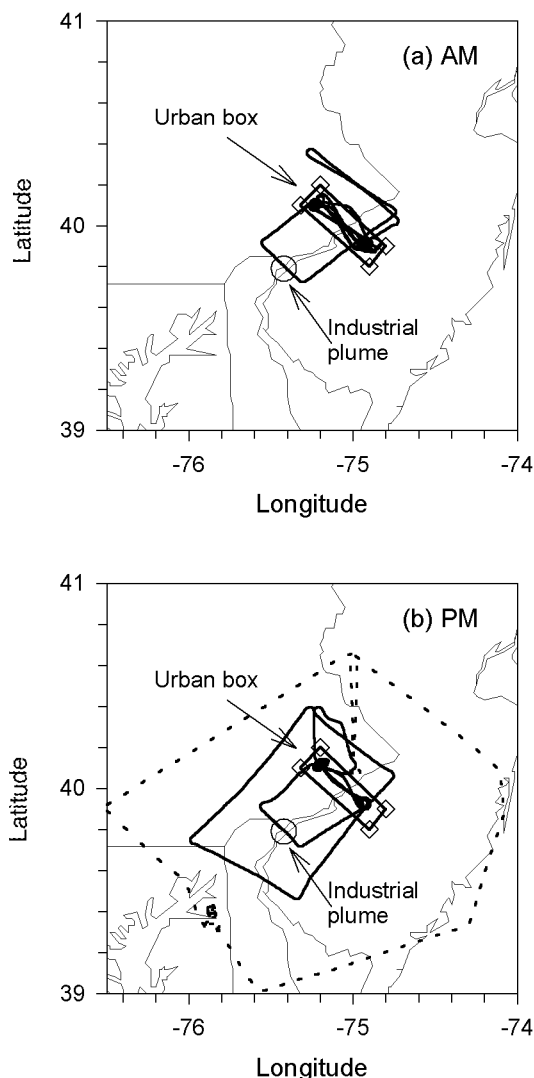 41
(a) AM
Urban box
Latitude
40
Industrial
plume
39
-76
-75
-74
Longitude
41
(b) PM
Urban box
Latitude
40
Industrial
plume
39
-76
-75
-74
Longitude